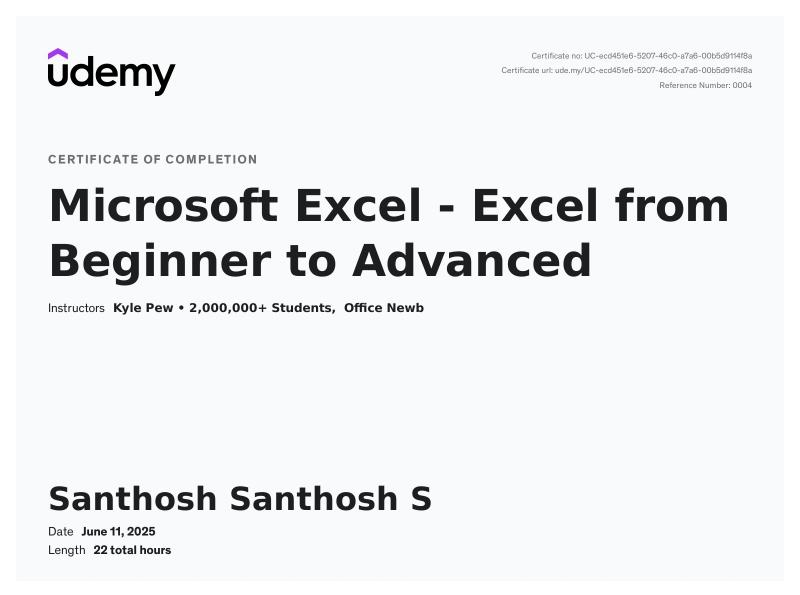 udemy
Certificate no: UC-ecd451e6-5207-46c0-a7a6-00b5d9114f8a
Certificate url: ude.my/UC-ecd451e6-5207-46c0-a7a6-00b5d9114f8a
Reference Number: 0004
CERTIFICATE OF COMPLETION
Microsoft Excel - Excel from
Beginner to Advanced
Instructors Kyle Pew • 2,000,000+ Students, Office Newb
Santhosh Santhosh S
Date June 11, 2025
Length 22 total hours